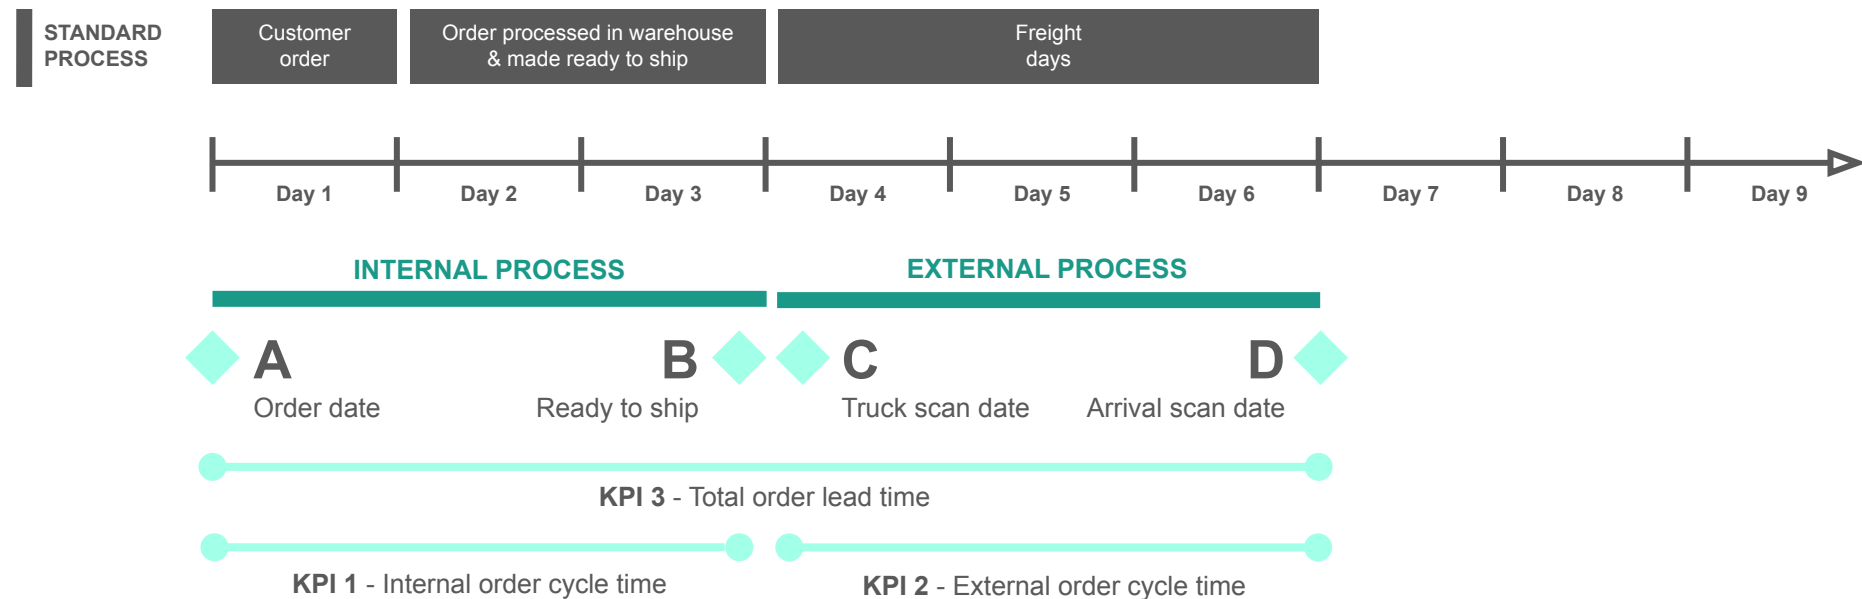 STANDARD
PROCESS
Customer
order
Order processed in warehouse
& made ready to ship
Freight
days
Day 1
Day 2
Day 3
Day 4
Day 5
Day 6
Day 7
Day 8
Day 9
INTERNAL PROCESS
EXTERNAL PROCESS
A
Order date
B
Ready to ship
C
Truck scan date
D
Arrival scan date
KPI 3 - Total order lead time
KPI 1 - Internal order cycle time
KPI 2 - External order cycle time